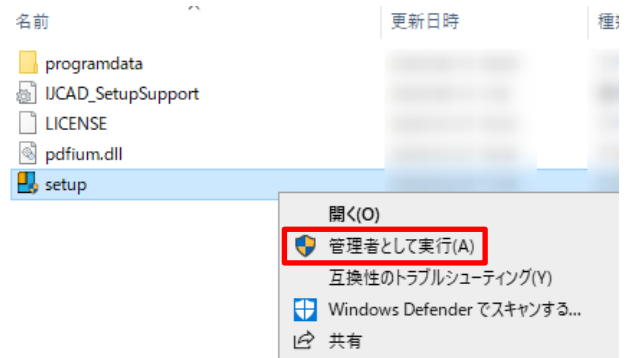 名前 更新日時 種類
programdata
IJCAD_SetupSupport
LICENSE
pdfium.dll
setup
開く(O)
管理者として実行(A)
互換性のトラブルシューティング(Y)
Windows Defender でスキャンする...
共有